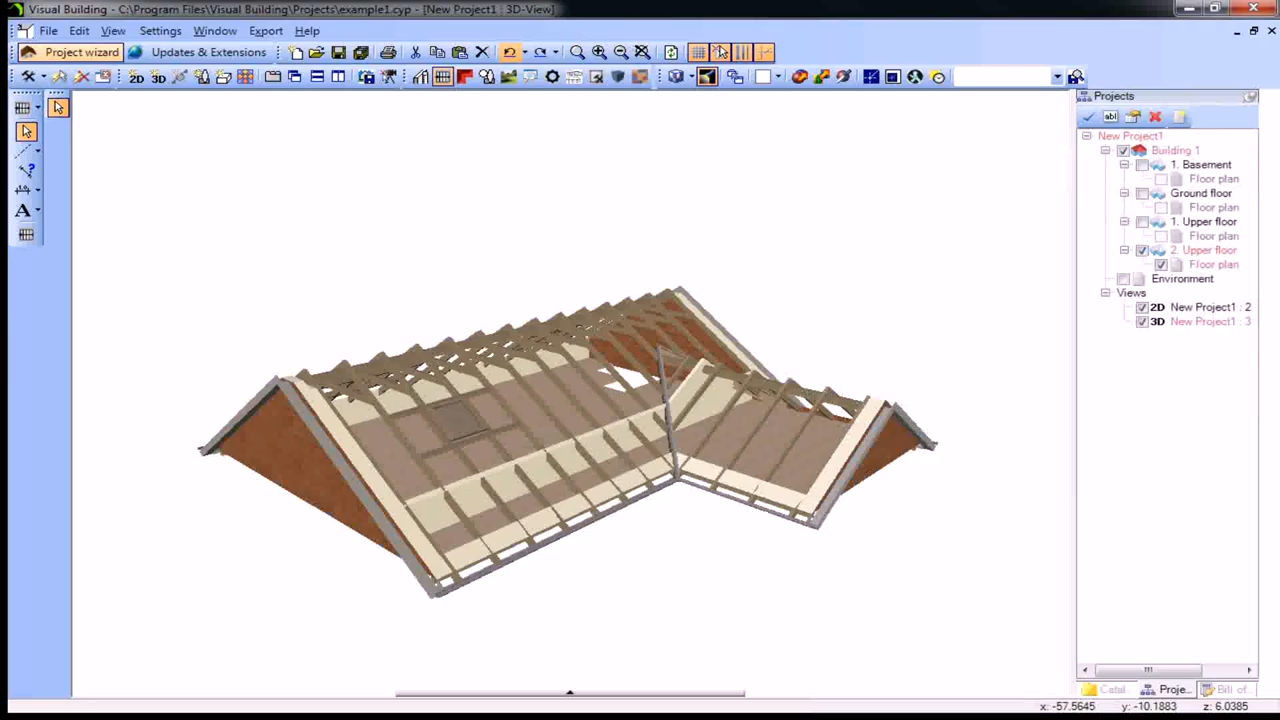 Visual Building - C:\Program Files\Visual Building\Projects\example1.cyp - [New Project1 : 3D-View]
File Edit View Settings Window Export Help
Project wizard Updates & Extensions
2D 3D
Projects
abl
New Project1
Building 1
1. Basement
Floor plan
Ground floor
Floor plan
1. Upper floor
Floor plan
2. Upper floor
Floor plan
Environment
Views
2D New Project1 : 2
3D New Project1 : 3
A
Catal. Proje... Bill of..
x: -57.5645 y: -10.1883 z: 6.0385